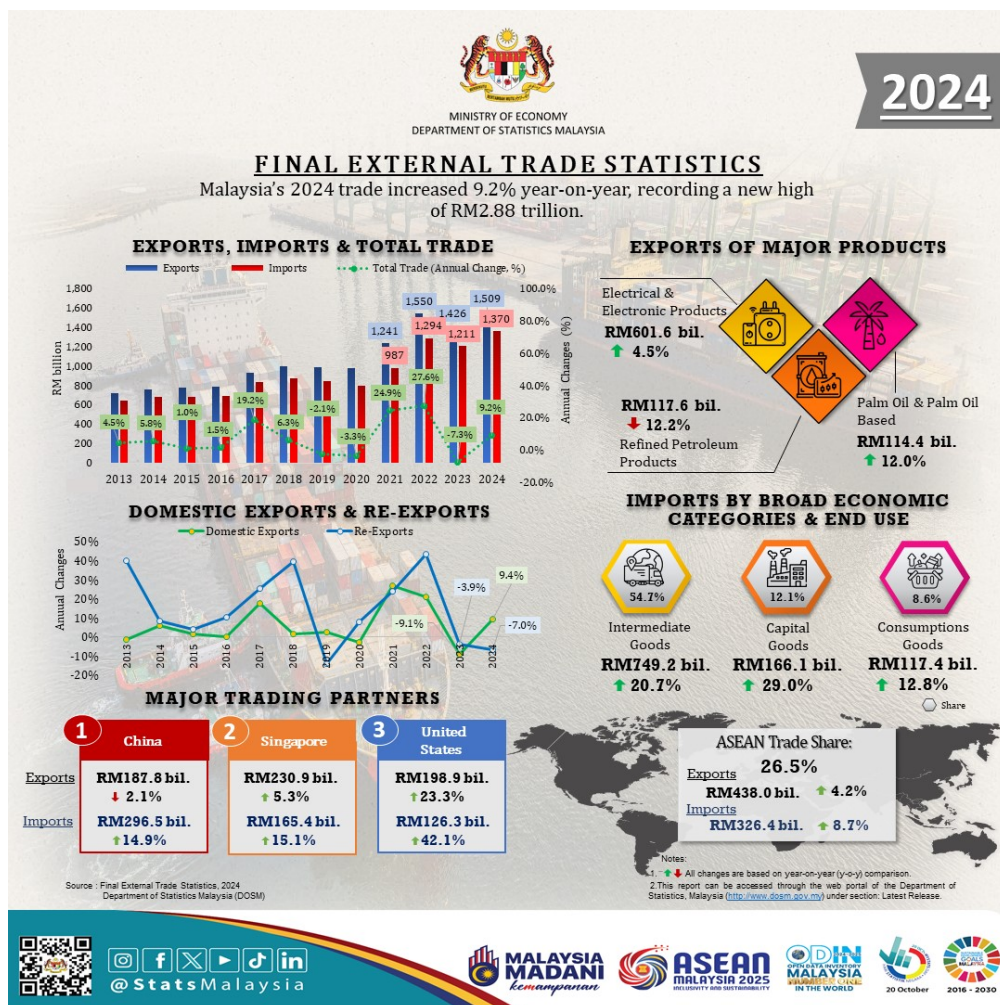 MINISTRY OF ECONOMY
DEPARTMENT OF STATISTICS MALAYSIA
2024
FINAL EXTERNAL TRADE STATISTICS
Malaysia's 2024 trade increased 9.2% year-on-year, recording a new high
of RM2.88 trillion.
EXPORTS, IMPORTS & TOTAL TRADE
Exports Imports Total Trade (Annual Change, %)
RM billion
1,800
1,600
1,400
1,200
1,000
800
600
400
200
0
1,241
987
1,550
1,294
1,426
1,211
1,509
1,370
4.5%
5.8%
1.0%
1.5%
19.2%
6.3%
-2.1%
-3.3%
24.9%
27.6%
-7.3%
9.2%
2013 2014 2015 2016 2017 2018 2019 2020 2021 2022 2023 2024
100.0%
80.0%
60.0%
40.0%
20.0%
0.0%
-20.0%
Annual Changes (%)
EXPORTS OF MAJOR PRODUCTS
Electrical &
Electronic Products
RM601.6 bil.
4.5%
RM117.6 bil.
12.2%
Refined Petroleum
Products
Palm Oil & Palm Oil
Based
RM114.4 bil.
12.0%
DOMESTIC EXPORTS & RE-EXPORTS
Domestic Exports Re-Exports
Annual Changes
50%
40%
30%
20%
10%
0%
-10%
-20%
2013 2014 2015 2016 2017 2018 2019 2020 2021 2022 2023 2024
-9.1%
-3.9%
9.4%
-7.0%
IMPORTS BY BROAD ECONOMIC
CATEGORIES & END USE
54.7%
Intermediate
Goods
RM749.2 bil.
20.7%
12.1%
Capital
Goods
RM166.1 bil.
29.0%
8.6%
Consumptions
Goods
RM117.4 bil.
12.8%
Share
MAJOR TRADING PARTNERS
1
China
2
Singapore
3
United
States
Exports
RM187.8 bil.
2.1%
RM230.9 bil.
5.3%
RM198.9 bil.
23.3%
Imports
RM296.5 bil.
14.9%
RM165.4 bil.
15.1%
RM126.3 bil.
42.1%
ASEAN Trade Share:
26.5%
Exports
RM438.0 bil. 4.2%
Imports
RM326.4 bil. 8.7%
Notes:
1. All changes are based on year-on-year (y-o-y) comparison.
2.This report can be accessed through the web portal of the Department of
Statistics, Malaysia (http://www.dosm.gov.my) under section: Latest Release.
Source : Final External Trade Statistics, 2024
Department of Statistics Malaysia (DOSM)
@StatsMalaysia
MALAYSIA
MADANI
kemampanan
ASEAN
MALAYSIA 2025
INCLUSIVITY AND SUSTAINABILITY
ODIN
OPEN DATA INVENTORY
MALAYSIA
NUMBER ONE
IN THE WORLD
20 October
2016 - 2030